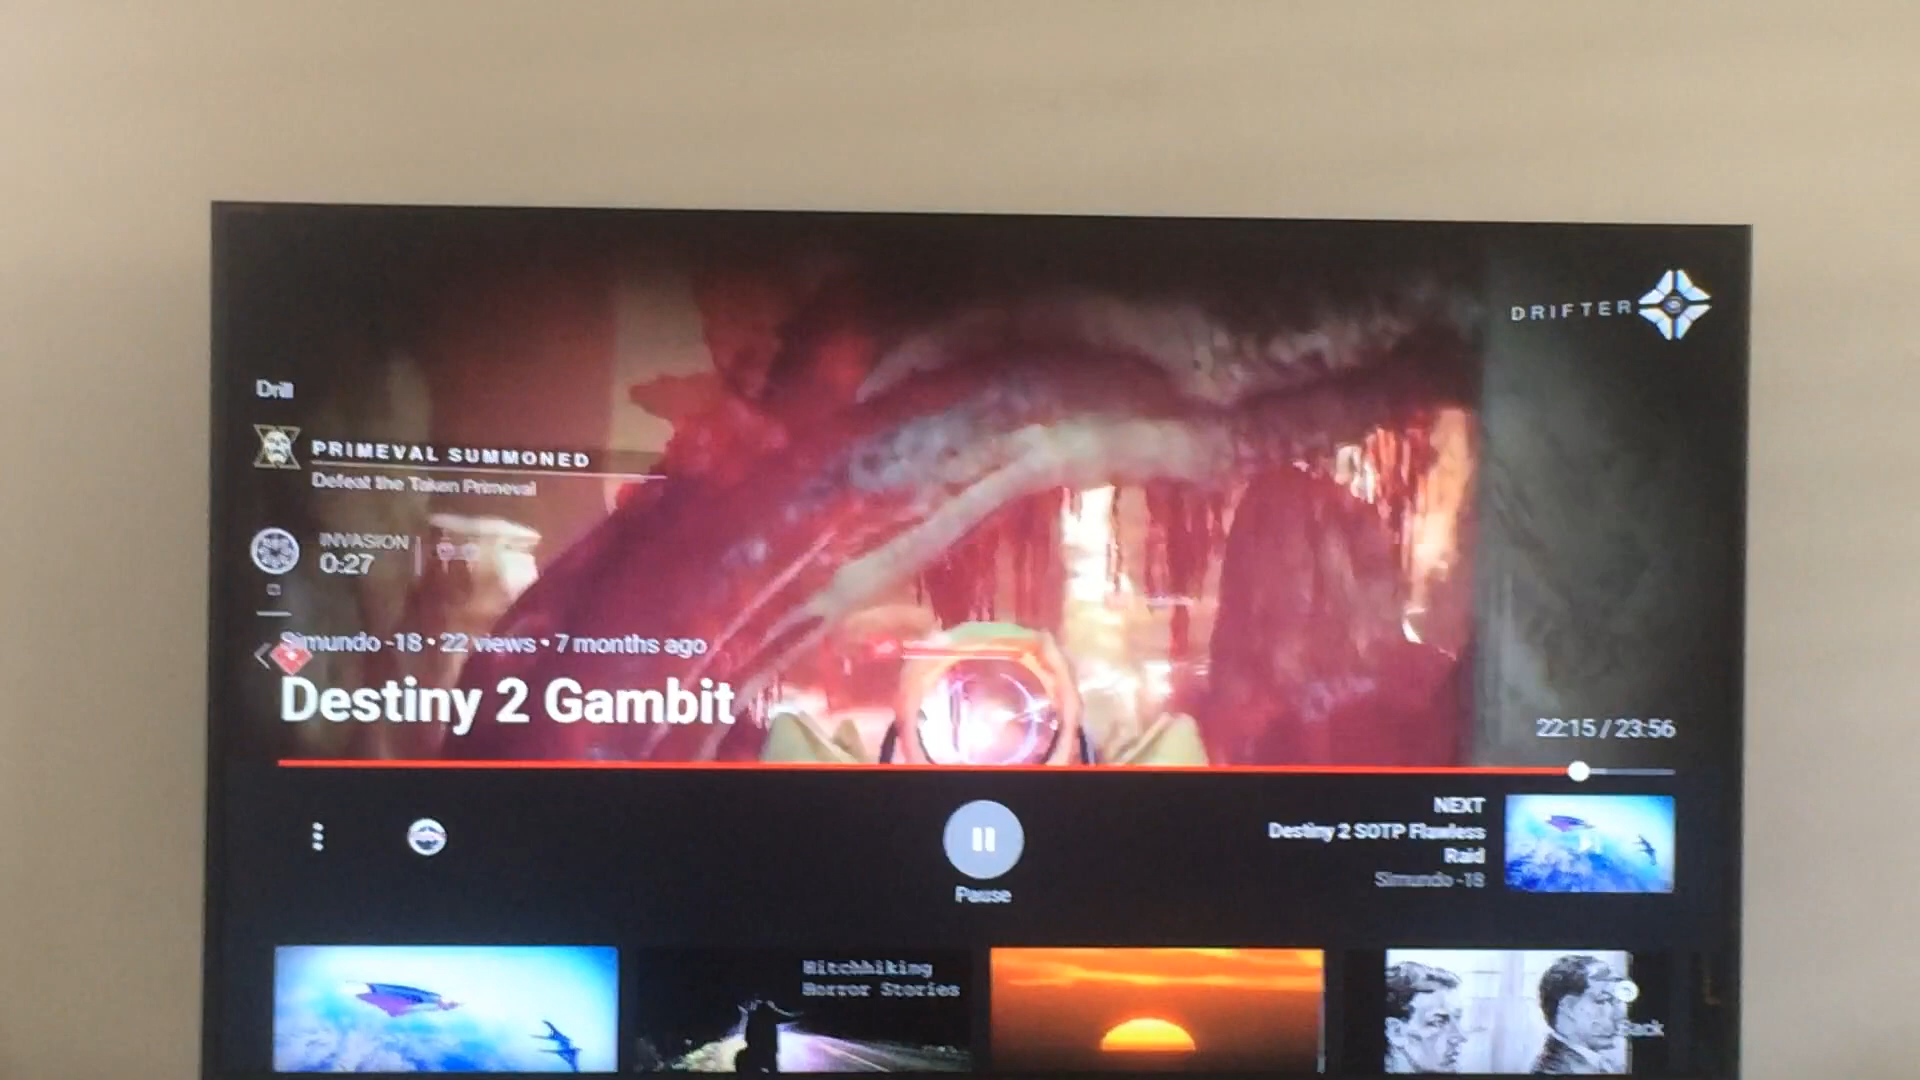 DRIFTER
Drill
PRIMEVAL SUMMONED
Defeat the Taken Primeval
INVASION
0:27
Simundo -18 • 22 views • 7 months ago
Destiny 2 Gambit
22:15 / 23:56
NEXT
Destiny 2 SOTP Flawless
Raid
Simundo -18
Pause
Hitchhiking
Horror Stories
Back